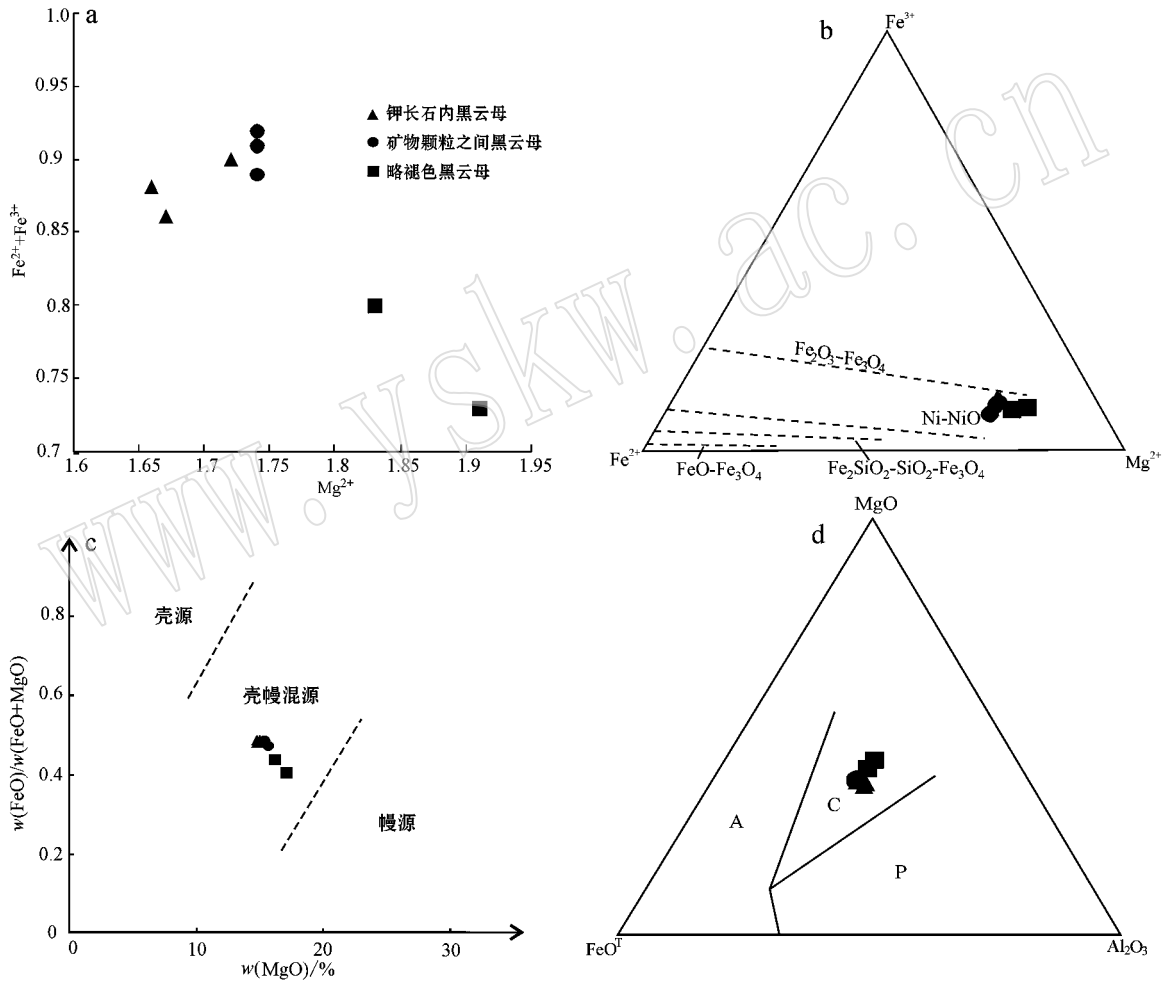 a
1.0
0.95
0.9
0.85
0.8
0.75
0.7
Fe²⁺+Fe³⁺
1.6
1.65
1.7
1.75
1.8
1.85
1.9
1.95
Mg²⁺
钾长石内黑云母
矿物颗粒之间黑云母
略褪色黑云母
b
Fe³⁺
Fe₂O₃-Fe₃O₄
Ni-NiO
Fe²⁺
FeO-Fe₃O₄
Fe₂SiO₂-SiO₂-Fe₃O₄
Mg²⁺
c
0.8
0.6
0.4
0.2
0
w(FeO)/w(FeO+MgO)
壳源
壳幔混源
幔源
0
10
20
30
w(MgO)/%
d
MgO
A
C
P
FeOᵀ
Al₂O₃
www.yskw.ac.cn